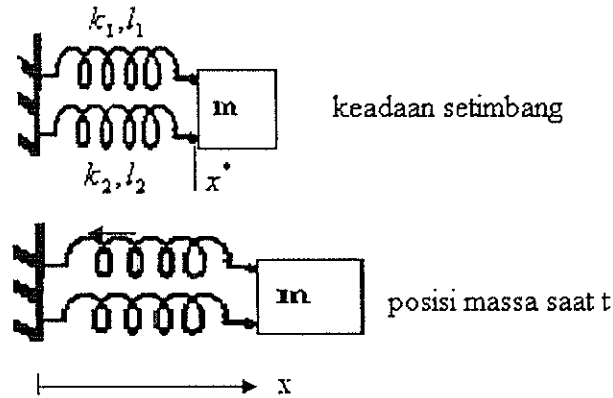 k₁, l₁
m
keadaan setimbang
k₂, l₂
x*
m
posisi massa saat t
x